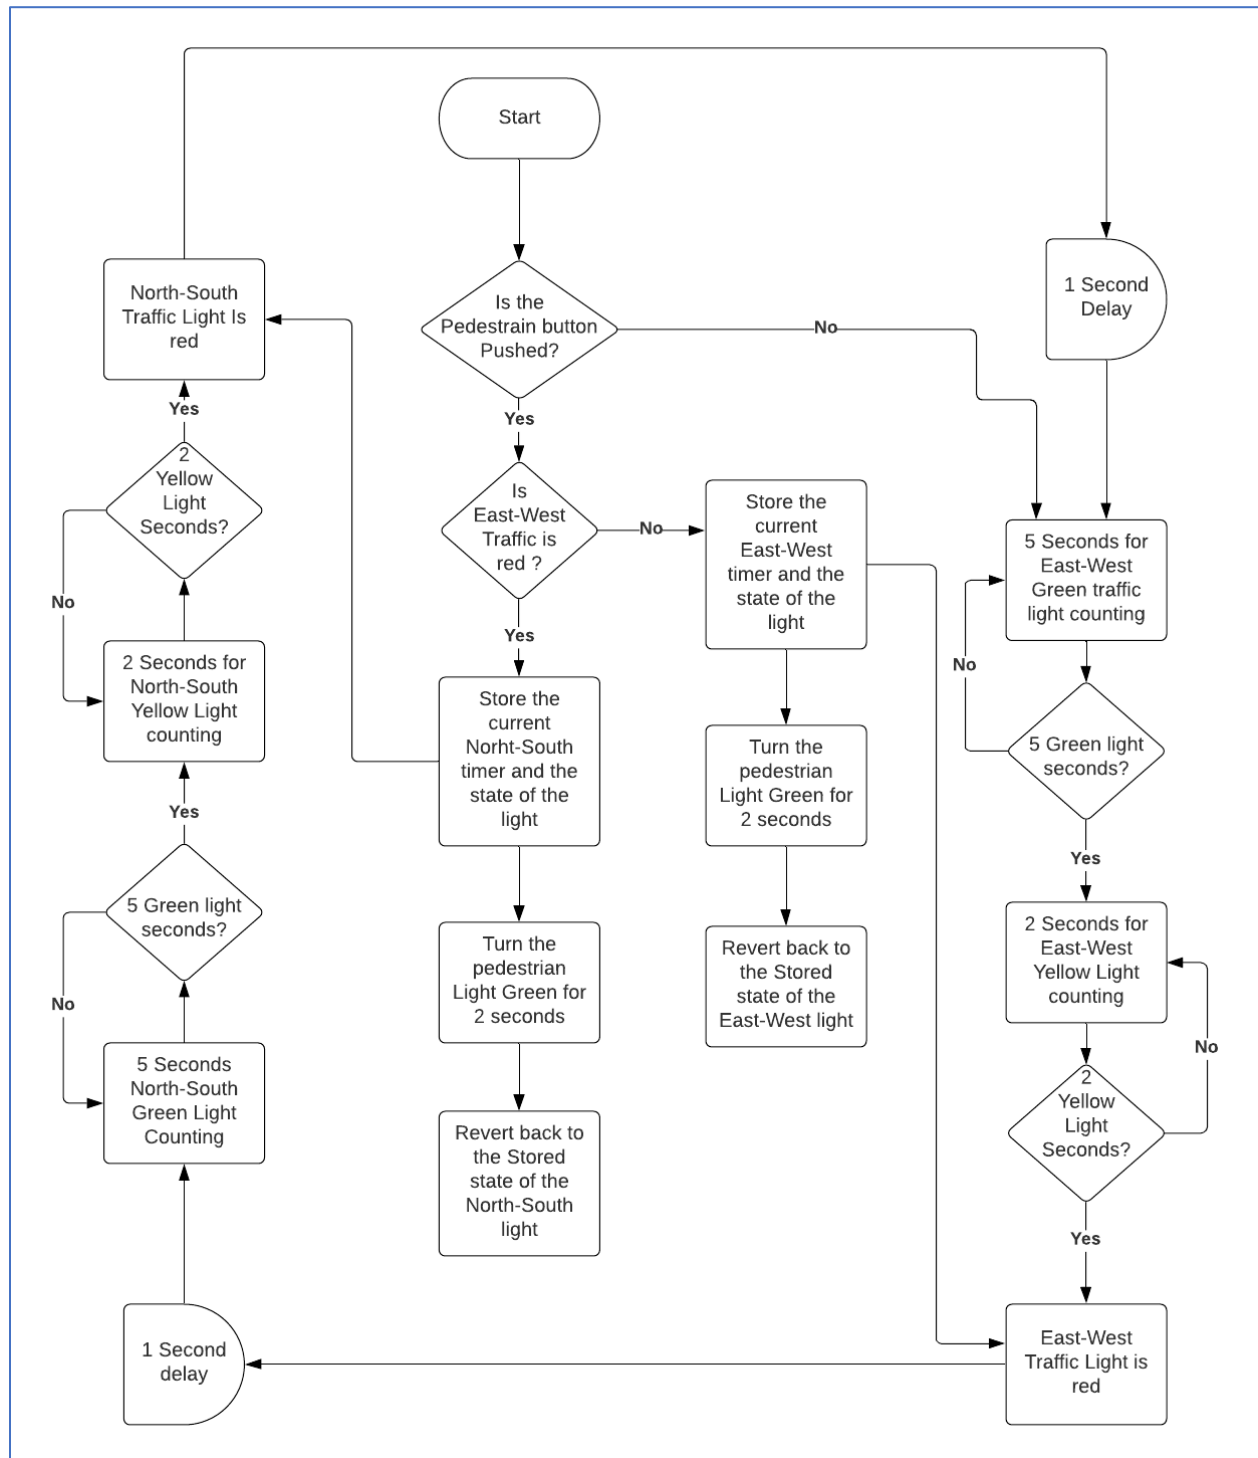 Start
Is the
Pedestrain button
Pushed?
No
1 Second
Delay
North-South
Traffic Light Is
red
Yes
Yes
2
Yellow
Light
Seconds?
No
Is
East-West
Traffic is
red ?
No
Yes
Store the
current
East-West
timer and the
state of the
light
5 Seconds for
East-West
Green traffic
light counting
No
5 Green light
seconds?
Yes
2 Seconds for
North-South
Yellow Light
counting
Yes
Store the
current
Norht-South
timer and the
state of the
light
Turn the
pedestrian
Light Green for
2 seconds
5 Green light
seconds?
No
Turn the
pedestrian
Light Green for
2 seconds
Revert back to
the Stored
state of the
East-West light
2 Seconds for
East-West
Yellow Light
counting
No
2
Yellow
Light
Seconds?
Yes
5 Seconds
North-South
Green Light
Counting
Revert back to
the Stored
state of the
North-South
light
1 Second
delay
East-West
Traffic Light is
red